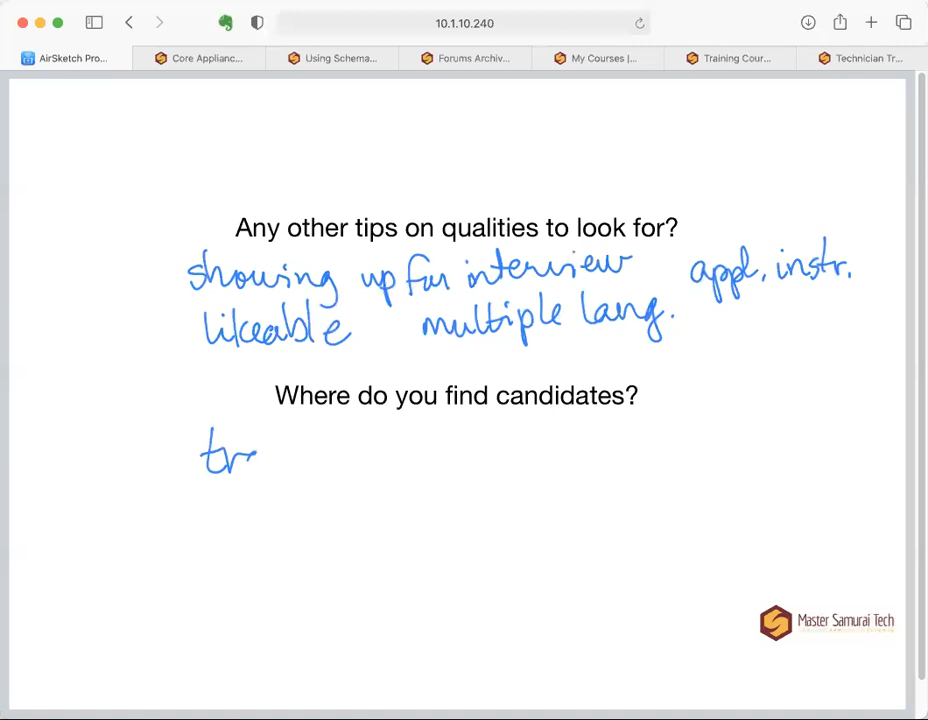 10.1.10.240
AirSketch Pro...
Core Applianc...
Using Schema...
Forums Archiv...
My Courses |...
Training Cour...
Technician Tr...
Any other tips on qualities to look for?
showing up for interview appl. instr.
likeable multiple lang.
Where do you find candidates?
tr
Master Samurai Tech